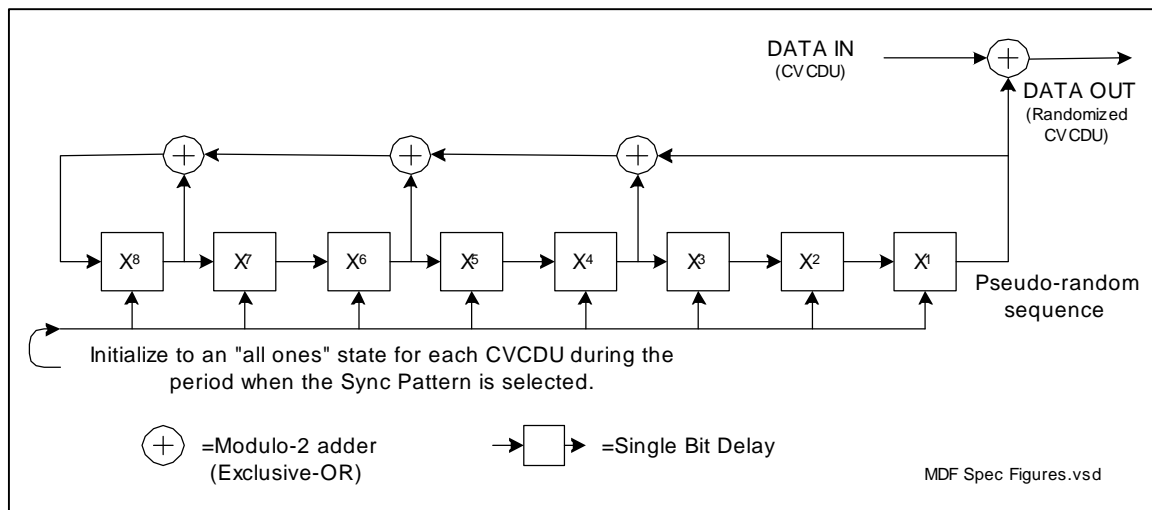 DATA IN
(CVCDU)
DATA OUT
(Randomized
CVCDU)
+
+ + +
X⁸ X⁷ X⁶ X⁵ X⁴ X³ X² X¹
Pseudo-random
sequence
Initialize to an "all ones" state for each CVCDU during the
period when the Sync Pattern is selected.
+ =Modulo-2 adder
(Exclusive-OR)
=Single Bit Delay
MDF Spec Figures.vsd